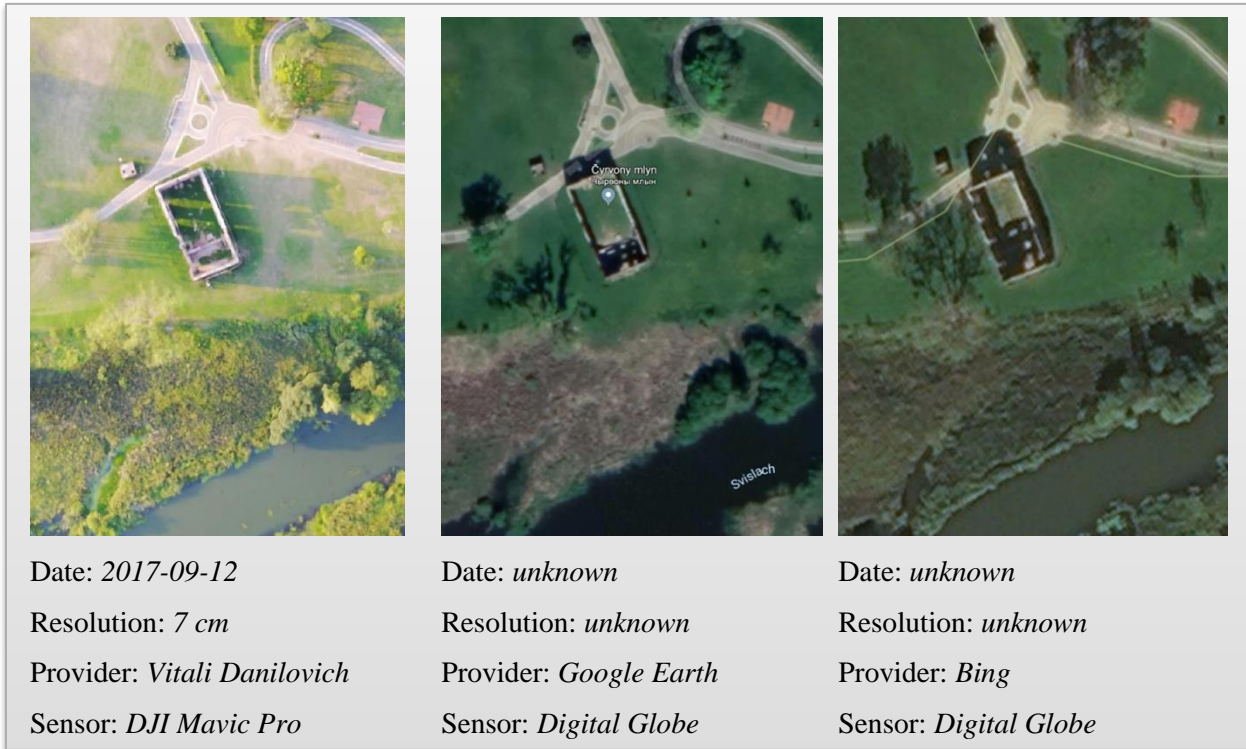 Čyrvony mlyn
Чырвоны млын
Svislach
Date: 2017-09-12
Resolution: 7 cm
Provider: Vitali Danilovich
Sensor: DJI Mavic Pro
Date: unknown
Resolution: unknown
Provider: Google Earth
Sensor: Digital Globe
Date: unknown
Resolution: unknown
Provider: Bing
Sensor: Digital Globe